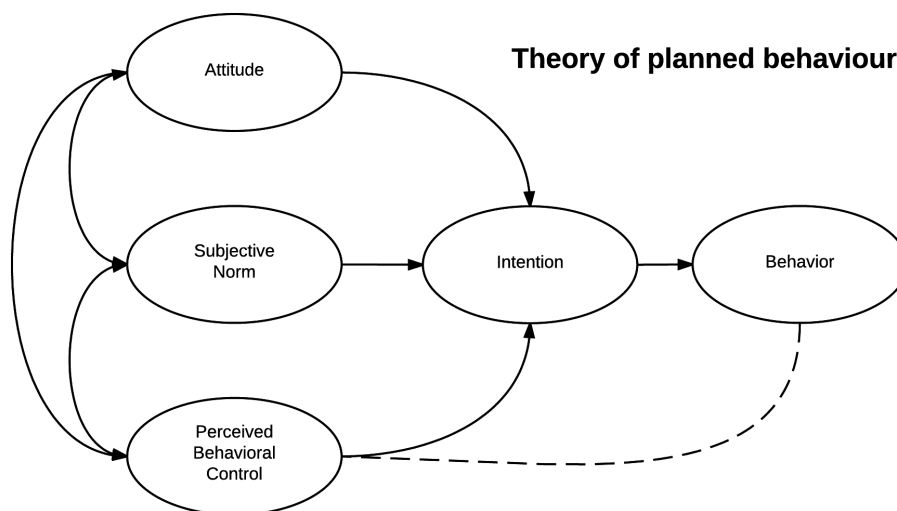 Theory of planned behaviour
Attitude
Subjective
Norm
Intention
Behavior
Perceived
Behavioral
Control